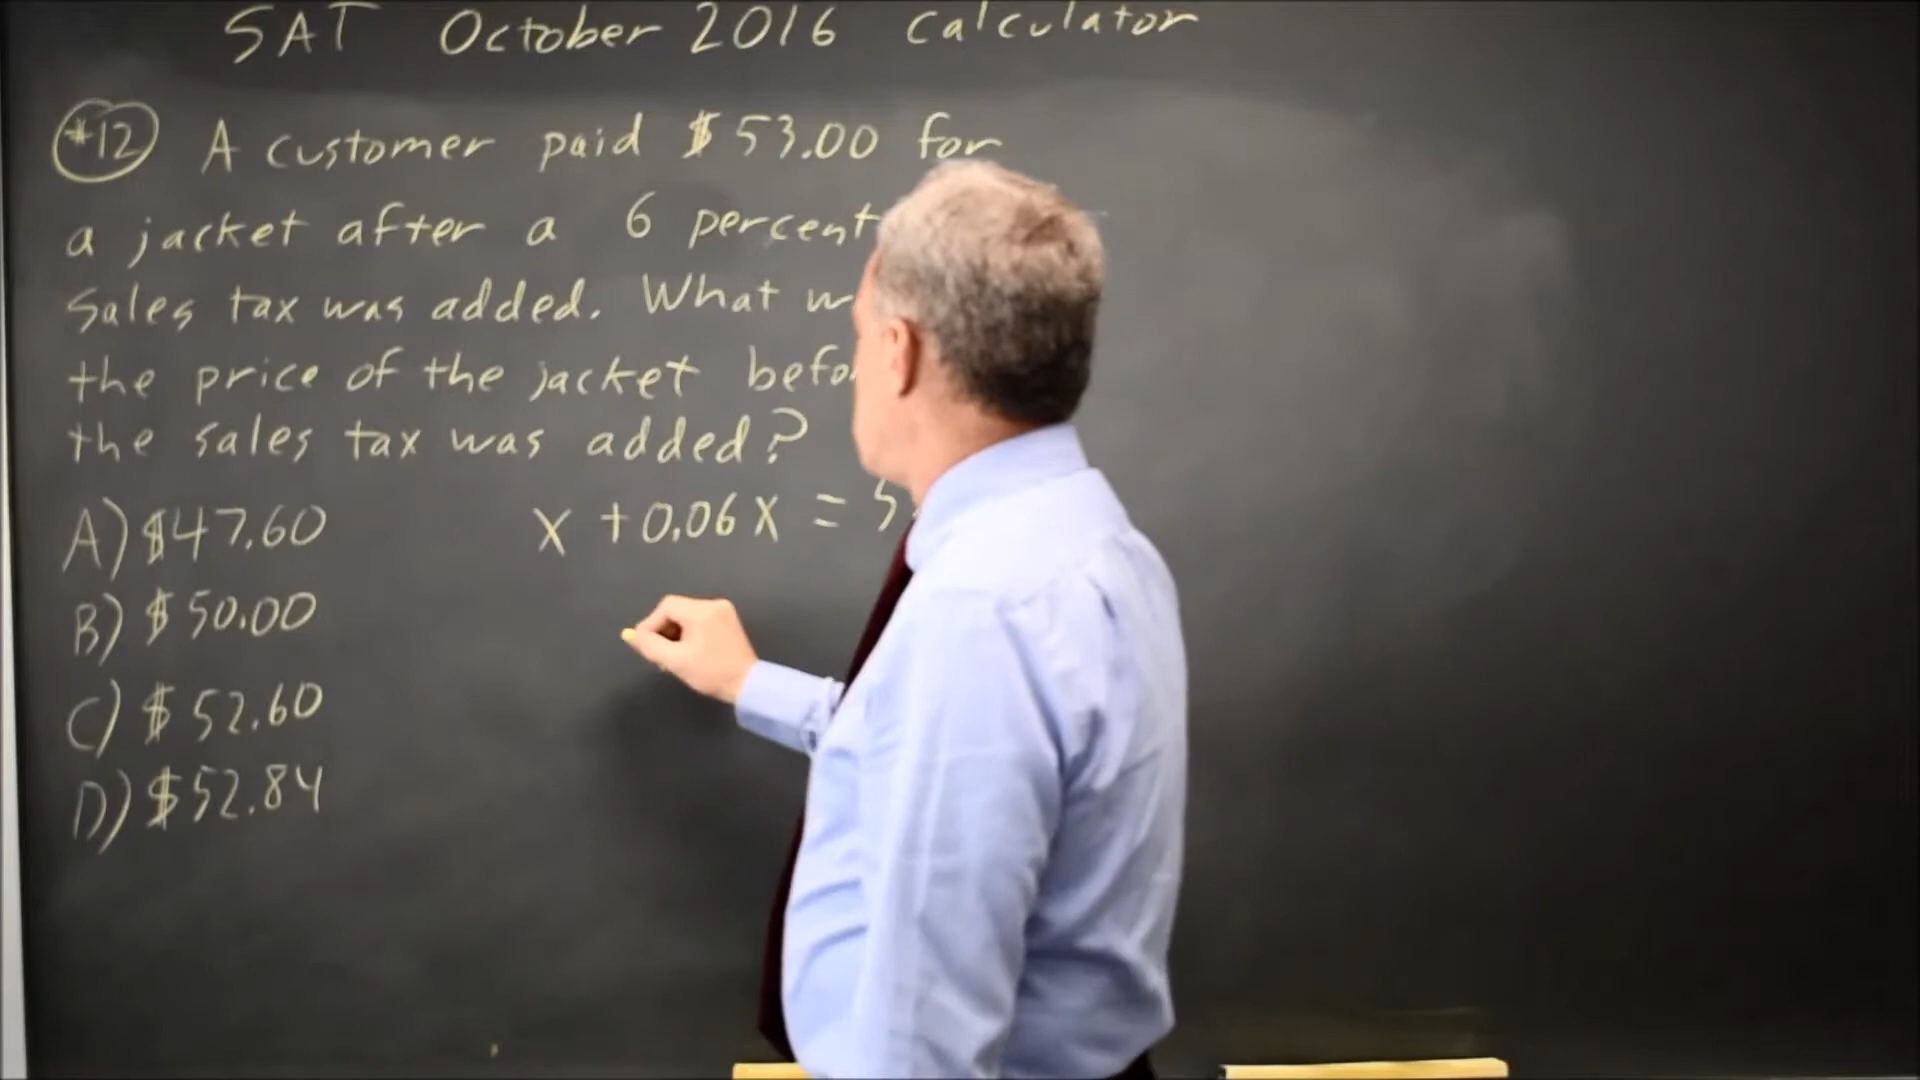 SAT October 2016 Calculator
#12 A customer paid $53.00 for
a jacket after a 6 percent
sales tax was added. What
the price of the jacket
the sales tax was added?
A) $47.60
x + 0.06x =
B) $50.00
C) $52.60
D) $52.84